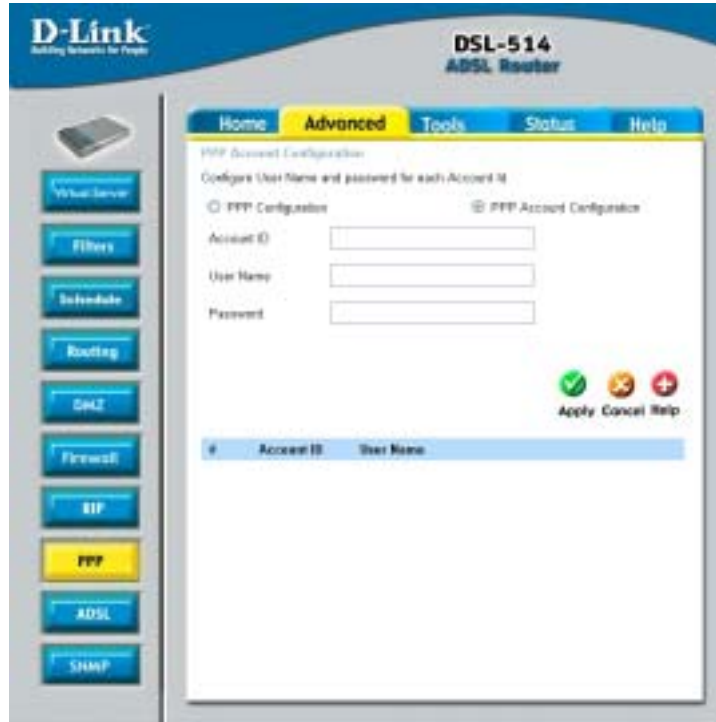 D-Link
Building Networks for People
DSL-514
ADSL Router
Home Advanced Tools Status Help
PPP Account Configuration
Configure User Name and password for each Account Id
PPP Configuration PPP Account Configuration
Account ID
User Name
Password
Apply Cancel Help
# Account ID User Name
Virtual Server
Filters
Schedule
Routing
DMZ
Firewall
RIP
PPP
ADSL
SNMP